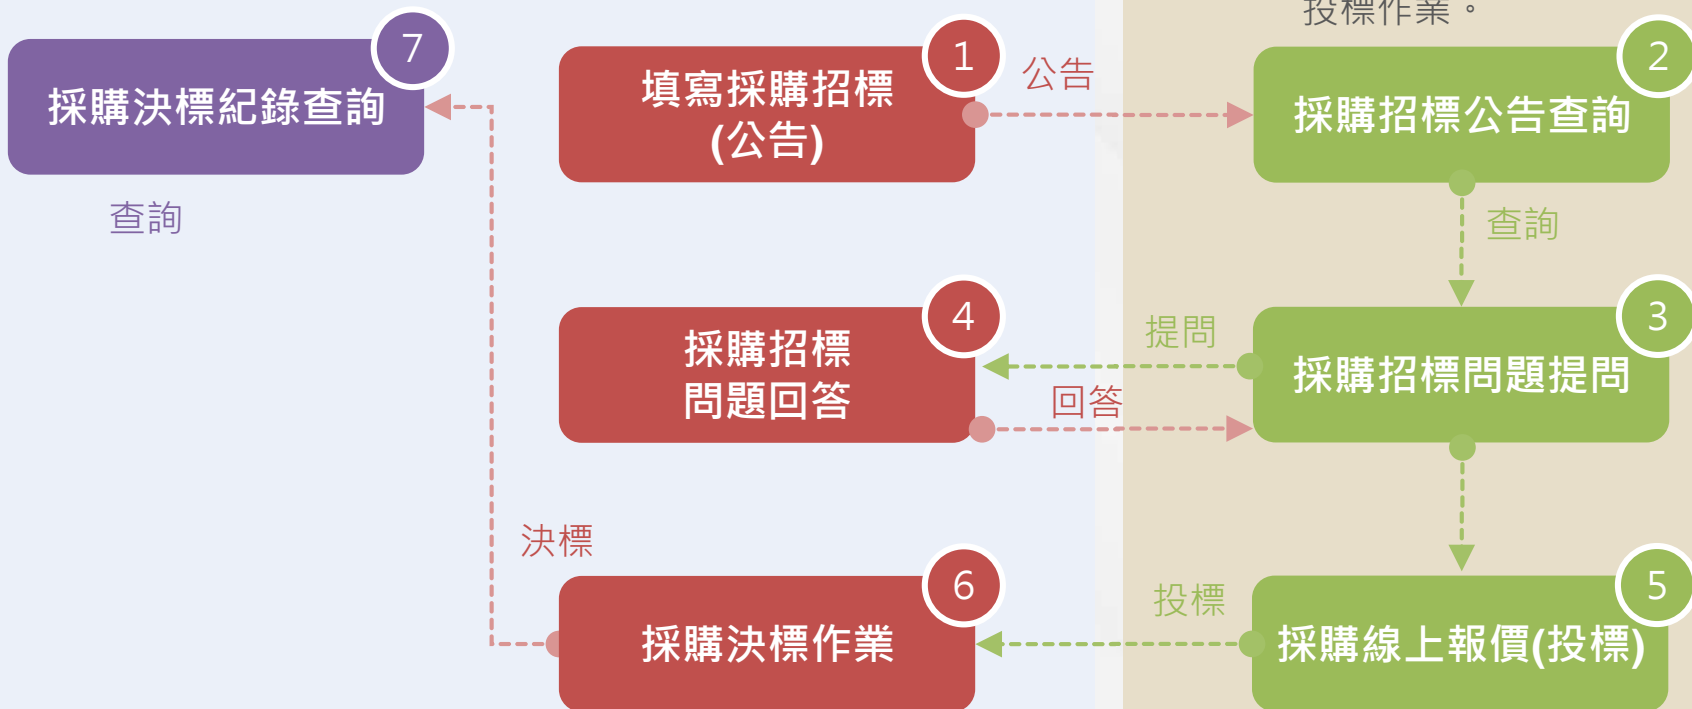 投標作業。
7
採購決標紀錄查詢
查詢
1
填寫採購招標
(公告)
公告
2
採購招標公告查詢
查詢
4
採購招標
問題回答
提問
回答
3
採購招標問題提問
決標
6
採購決標作業
投標
5
採購線上報價(投標)